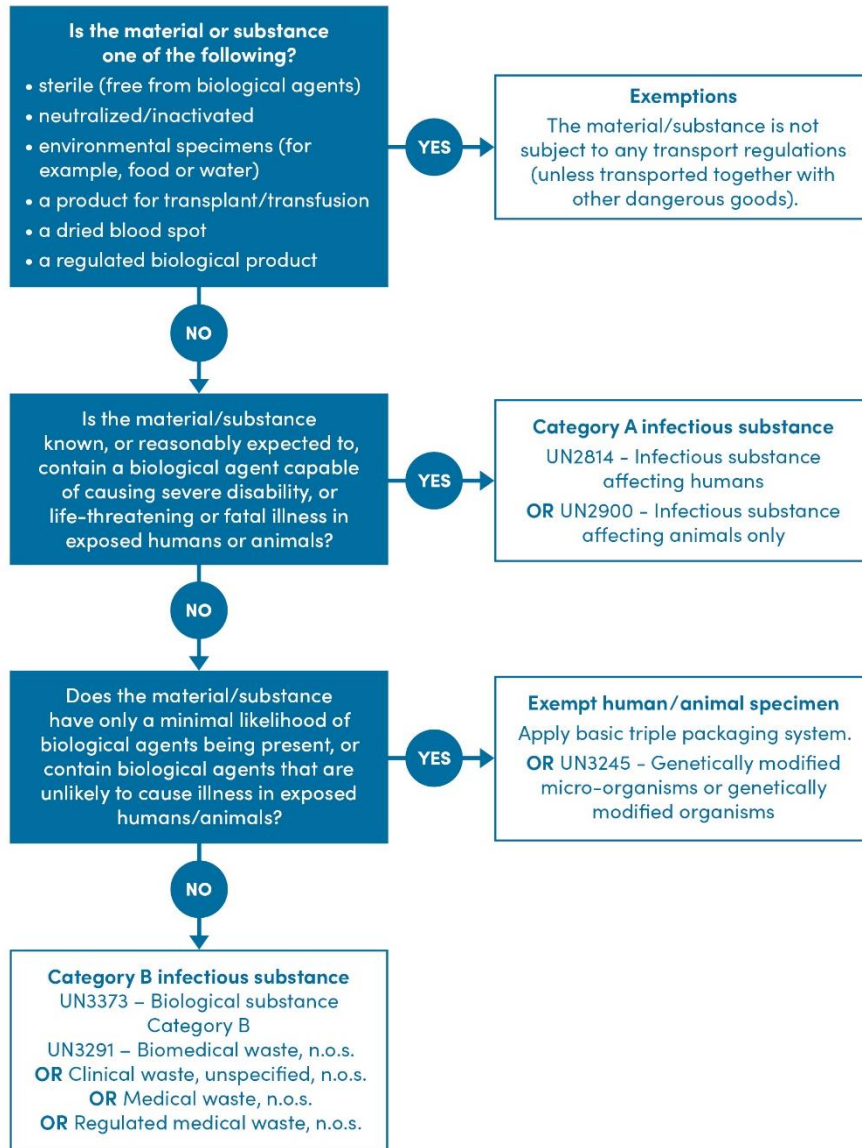 Is the material or substance
one of the following?
• sterile (free from biological agents)
• neutralized/inactivated
• environmental specimens (for
example, food or water)
• a product for transplant/transfusion
• a dried blood spot
• a regulated biological product
YES
Exemptions
The material/substance is not
subject to any transport regulations
(unless transported together with
other dangerous goods).
NO
Is the material/substance
known, or reasonably expected to,
contain a biological agent capable
of causing severe disability, or
life-threatening or fatal illness in
exposed humans or animals?
YES
Category A infectious substance
UN2814 - Infectious substance
affecting humans
OR UN2900 - Infectious substance
affecting animals only
NO
Does the material/substance
have only a minimal likelihood of
biological agents being present, or
contain biological agents that are
unlikely to cause illness in exposed
humans/animals?
YES
Exempt human/animal specimen
Apply basic triple packaging system.
OR UN3245 - Genetically modified
micro-organisms or genetically
modified organisms
NO
Category B infectious substance
UN3373 – Biological substance
Category B
UN3291 – Biomedical waste, n.o.s.
OR Clinical waste, unspecified, n.o.s.
OR Medical waste, n.o.s.
OR Regulated medical waste, n.o.s.